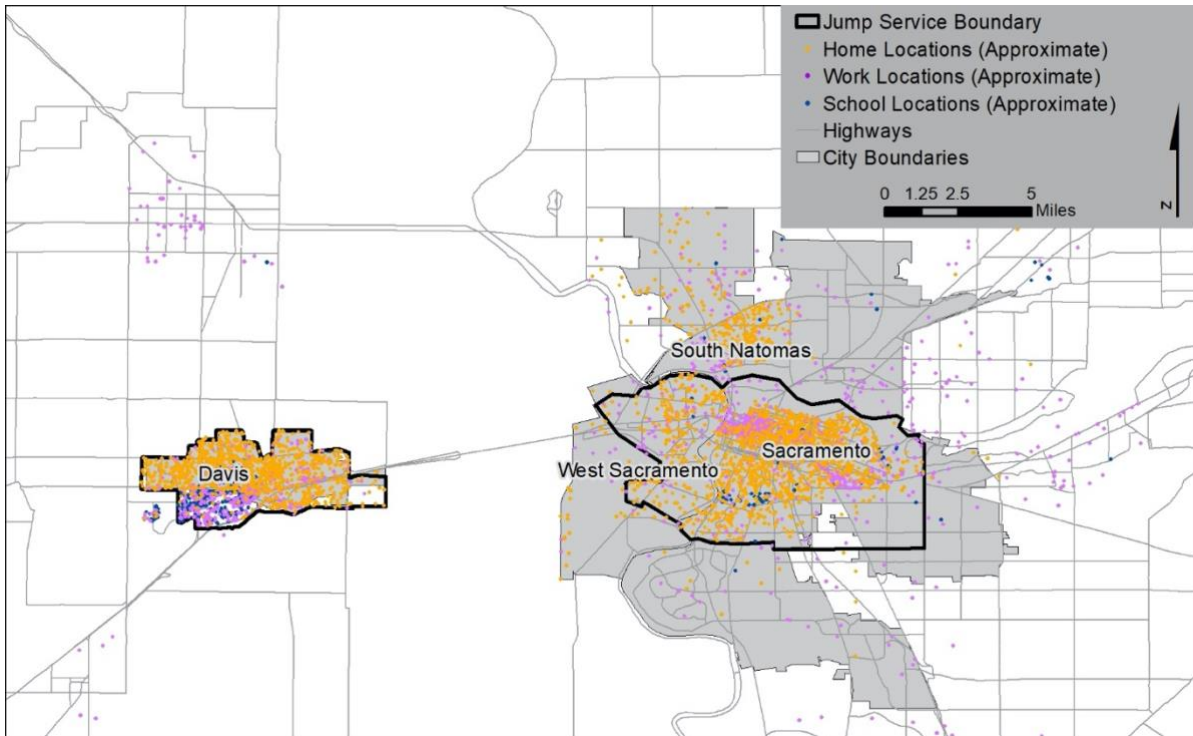 Jump Service Boundary
Home Locations (Approximate)
Work Locations (Approximate)
School Locations (Approximate)
Highways
City Boundaries
0 1.25 2.5 5
Miles
N
South Natomas
Davis
West Sacramento
Sacramento